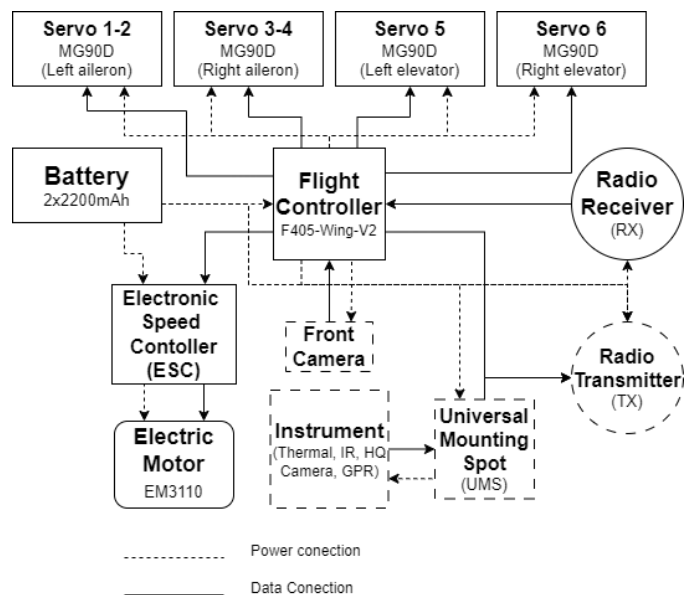 Servo 1-2
MG90D
(Left aileron)
Servo 3-4
MG90D
(Right aileron)
Servo 5
MG90D
(Left elevator)
Servo 6
MG90D
(Right elevator)
Battery
2x2200mAh
Flight
Controller
F405-Wing-V2
Radio
Receiver
(RX)
Electronic
Speed
Contoller
(ESC)
Front
Camera
Radio
Transmitter
(TX)
Electric
Motor
EM3110
Instrument
(Thermal, IR, HQ
Camera, GPR)
Universal
Mounting
Spot
(UMS)
Power conection
Data Conection